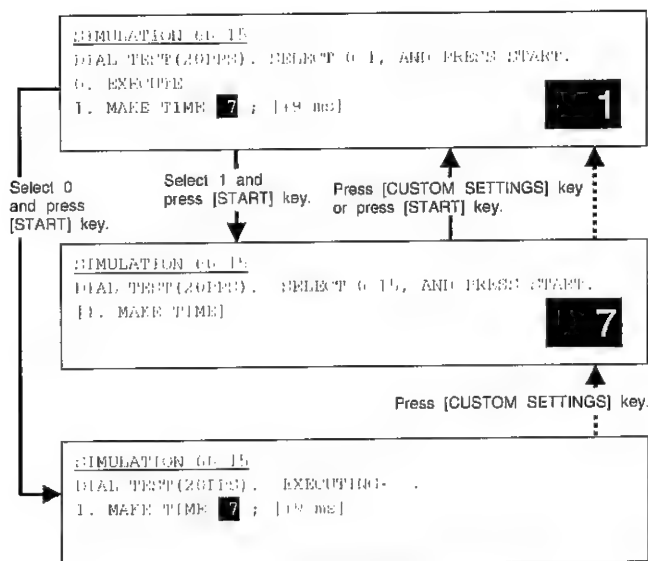 SIMULATION 66-15
DIAL TEST(20PPS). SELECT 0-1, AND PRESS START.
0. EXECUTE
1. MAKE TIME 7 ; [+9 ms]
1
Select 0
and press
[START] key.
Select 1 and
press [START] key.
Press [CUSTOM SETTINGS] key
or press [START] key.
SIMULATION 66-15
DIAL TEST(20PPS). SELECT 0-15, AND PRESS START.
[1. MAKE TIME]
7
Press [CUSTOM SETTINGS] key.
SIMULATION 66-15
DIAL TEST(20PPS). EXECUTING
1. MAKE TIME 7 ; [+9 ms]